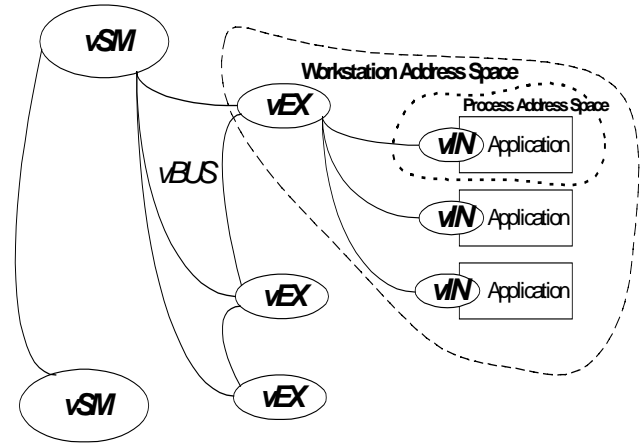 vSM
Workstation Address Space
vEX
Process Address Space
vIN Application
vBUS
vIN Application
vEX
vIN Application
vSM
vEX